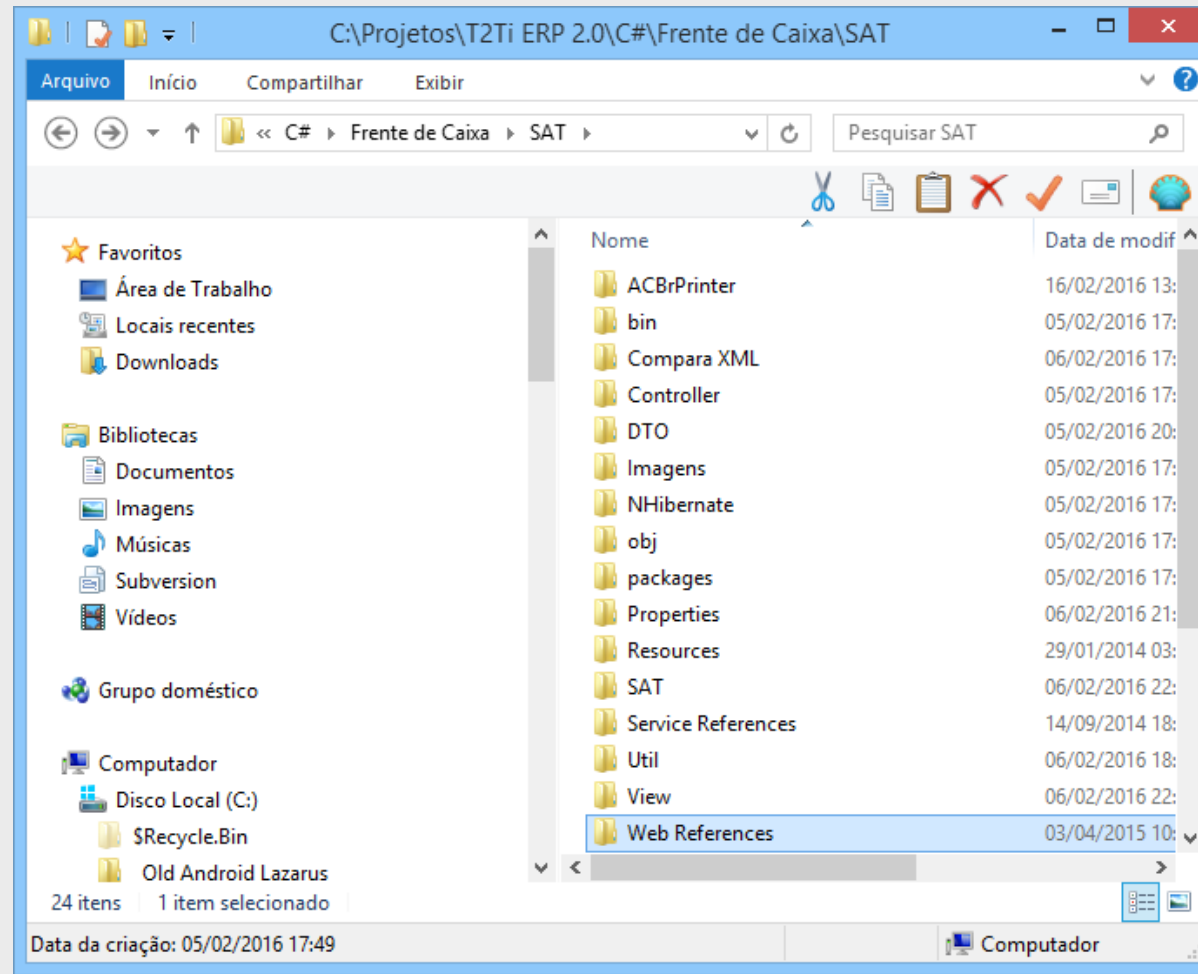 C:\Projetos\T2Ti ERP 2.0\C#\Frente de Caixa\SAT
Arquivo Início Compartilhar Exibir
« C# Frente de Caixa SAT Pesquisar SAT
Favoritos
Área de Trabalho
Locais recentes
Downloads
Bibliotecas
Documentos
Imagens
Músicas
Subversion
Vídeos
Grupo doméstico
Computador
Disco Local (C:)
$Recycle.Bin
Old Android Lazarus
Nome Data de modif
ACBrPrinter 16/02/2016 13:
bin 05/02/2016 17:
Compara XML 06/02/2016 17:
Controller 05/02/2016 17:
DTO 05/02/2016 20:
Imagens 05/02/2016 17:
NHibernate 05/02/2016 17:
obj 05/02/2016 17:
packages 05/02/2016 17:
Properties 06/02/2016 21:
Resources 29/01/2014 03:
SAT 06/02/2016 22:
Service References 14/09/2014 18:
Util 06/02/2016 18:
View 06/02/2016 22:
Web References 03/04/2015 10:
24 itens 1 item selecionado
Data da criação: 05/02/2016 17:49 Computador